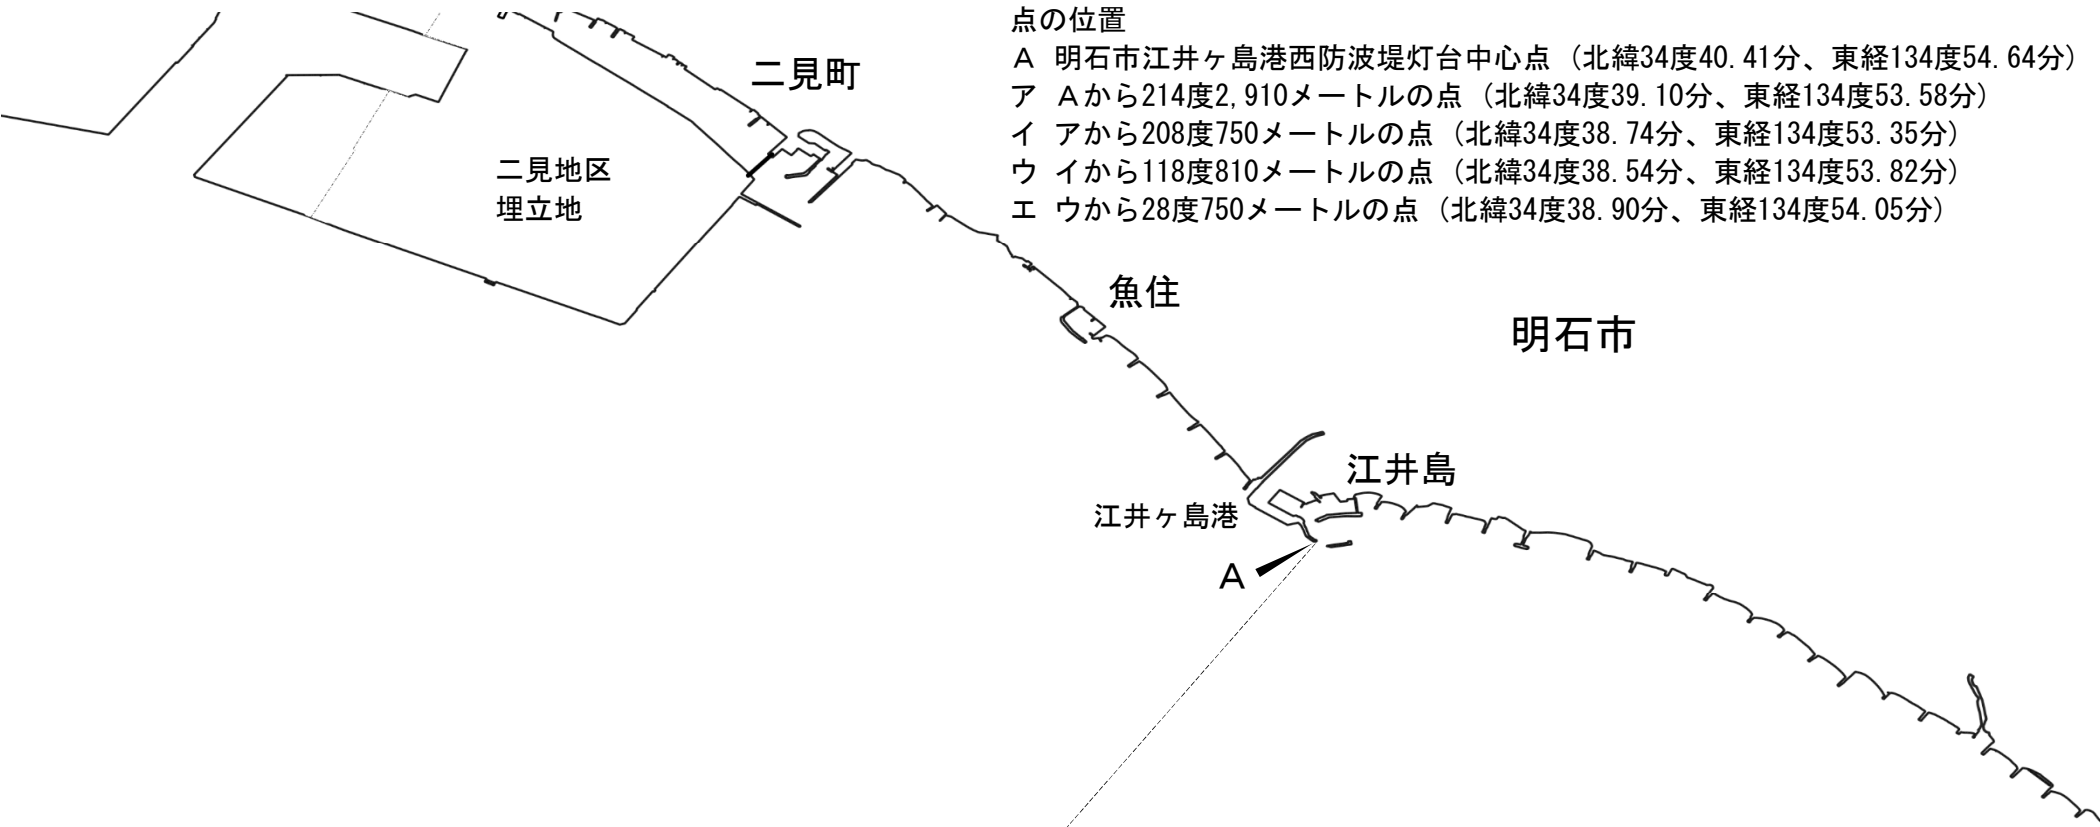 点の位置
A 明石市江井ヶ島港西防波堤灯台中心点（北緯34度40.41分、東経134度54.64分）
ア Aから214度2,910メートルの点（北緯34度39.10分、東経134度53.58分）
イ アから208度750メートルの点（北緯34度38.74分、東経134度53.35分）
ウ イから118度810メートルの点（北緯34度38.54分、東経134度53.82分）
エ ウから28度750メートルの点（北緯34度38.90分、東経134度54.05分）
二見町
二見地区
埋立地
魚住
明石市
江井島
江井ヶ島港
A